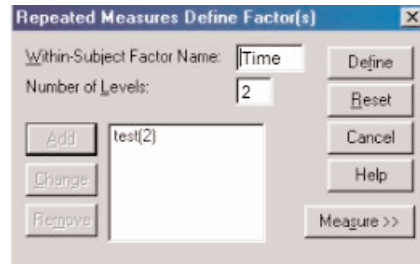 Repeated Measures Define Factor(s)
Within-Subject Factor Name: Time Define
Number of Levels: 2 Reset
Add test(2) Cancel
Change Help
Remove Measure >>